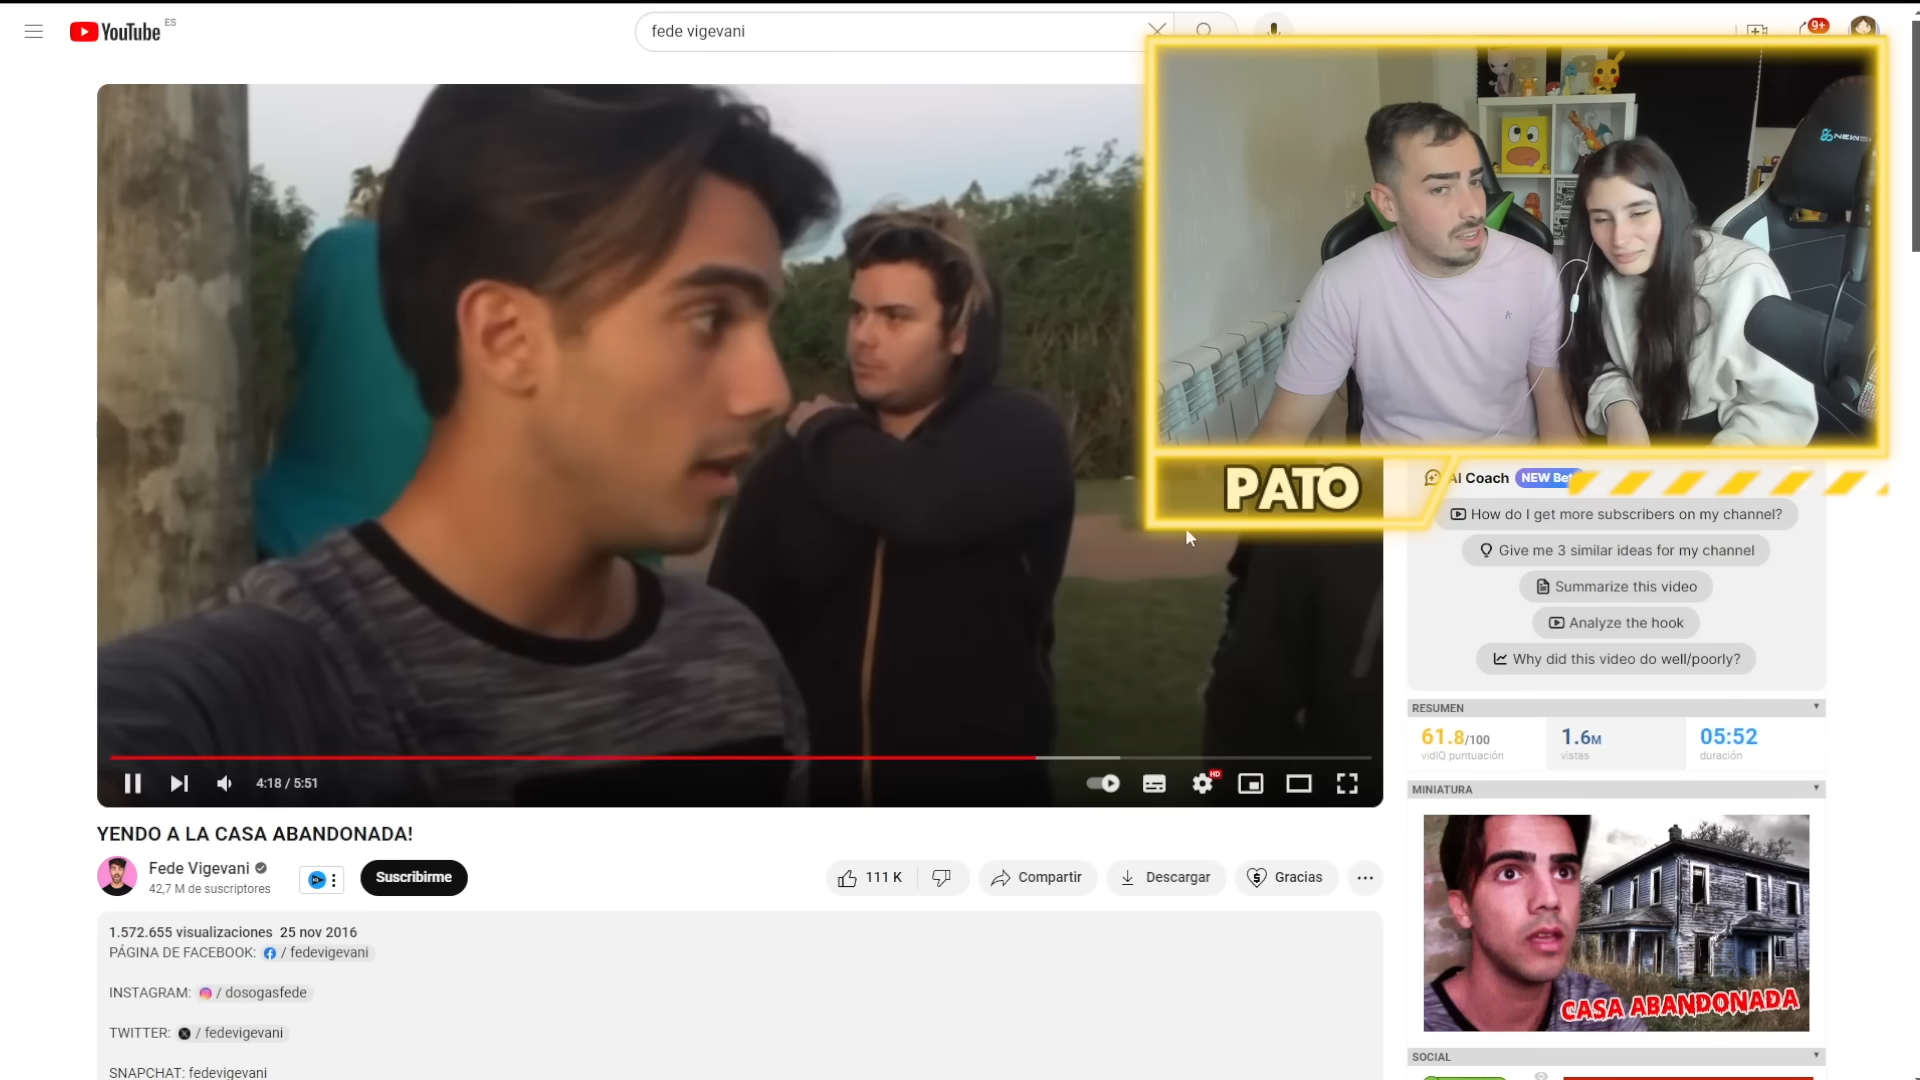 YouTube ES
fede vigevani
9+
NEWS
PATO
AI Coach NEW
How do I get more subscribers on my channel?
Give me 3 similar ideas for my channel
Summarize this video
Analyze the hook
Why did this video do well/poorly?
RESUMEN
61.8/100
vidIQ puntuación
1.6M
vistas
05:52
duración
MINIATURA
CASA ABANDONADA
SOCIAL
HD
4:18 / 5:51
YENDO A LA CASA ABANDONADA!
Fede Vigevani
42,7 M de suscriptores
Suscribirme
111 K
Compartir
Descargar
Gracias
1.572.655 visualizaciones 25 nov 2016
PÁGINA DE FACEBOOK: / fedevigevani
INSTAGRAM: / dosogasfede
TWITTER: / fedevigevani
SNAPCHAT: fedevigevani